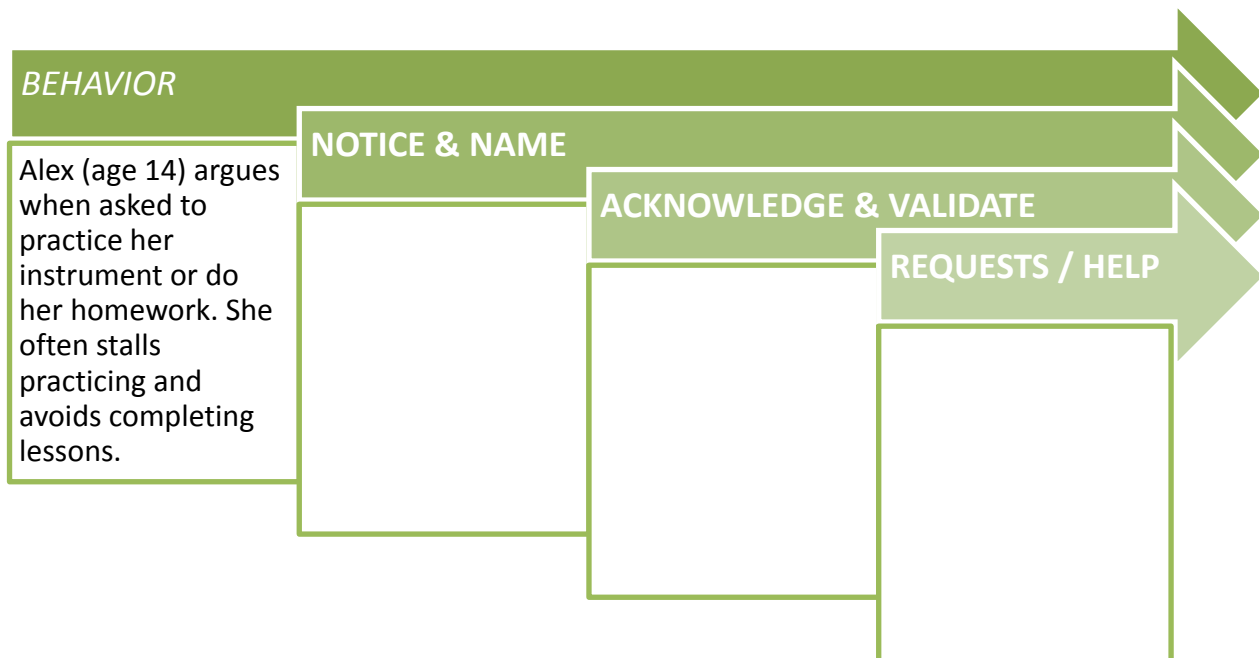 BEHAVIOR
Alex (age 14) argues
when asked to
practice her
instrument or do
her homework. She
often stalls
practicing and
avoids completing
lessons.
NOTICE & NAME
ACKNOWLEDGE & VALIDATE
REQUESTS / HELP